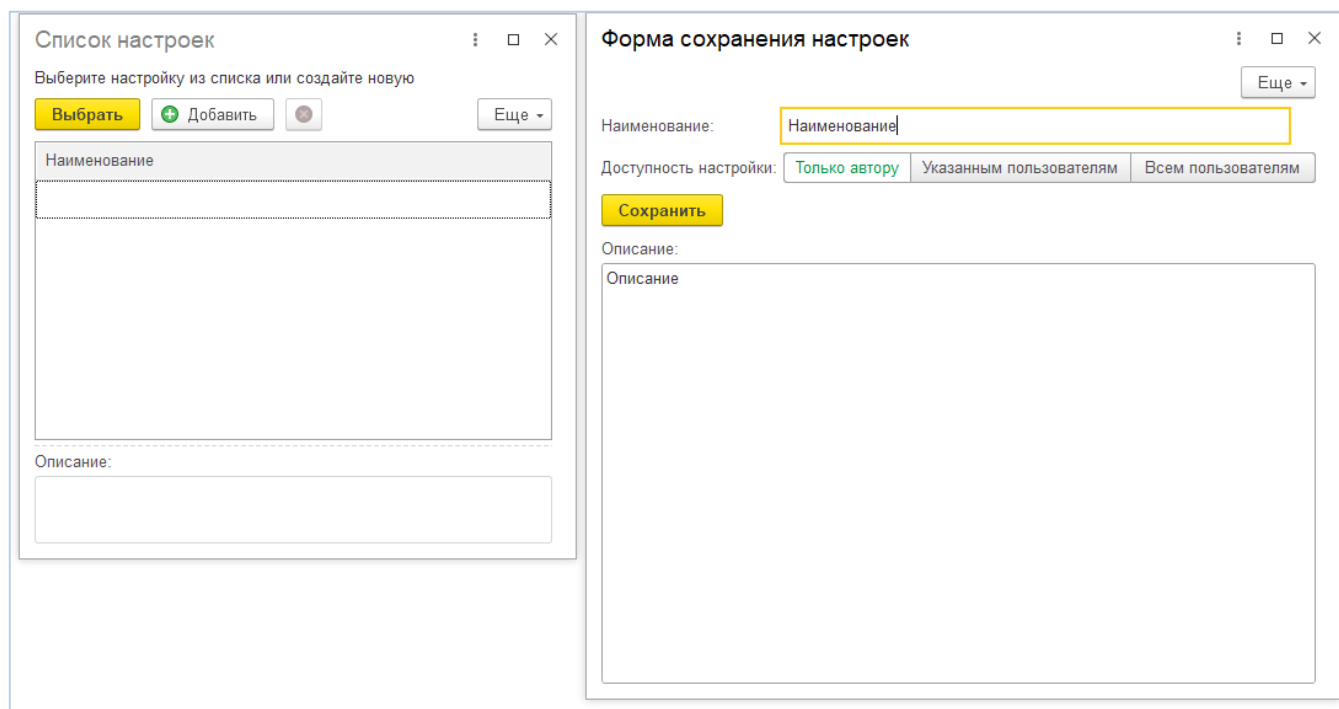 Список настроек
Выберите настройку из списка или создайте новую
Выбрать Добавить Еще
Наименование
Описание:
Форма сохранения настроек
Еще
Наименование: Наименование
Доступность настройки: Только автору Указанным пользователям Всем пользователям
Сохранить
Описание:
Описание